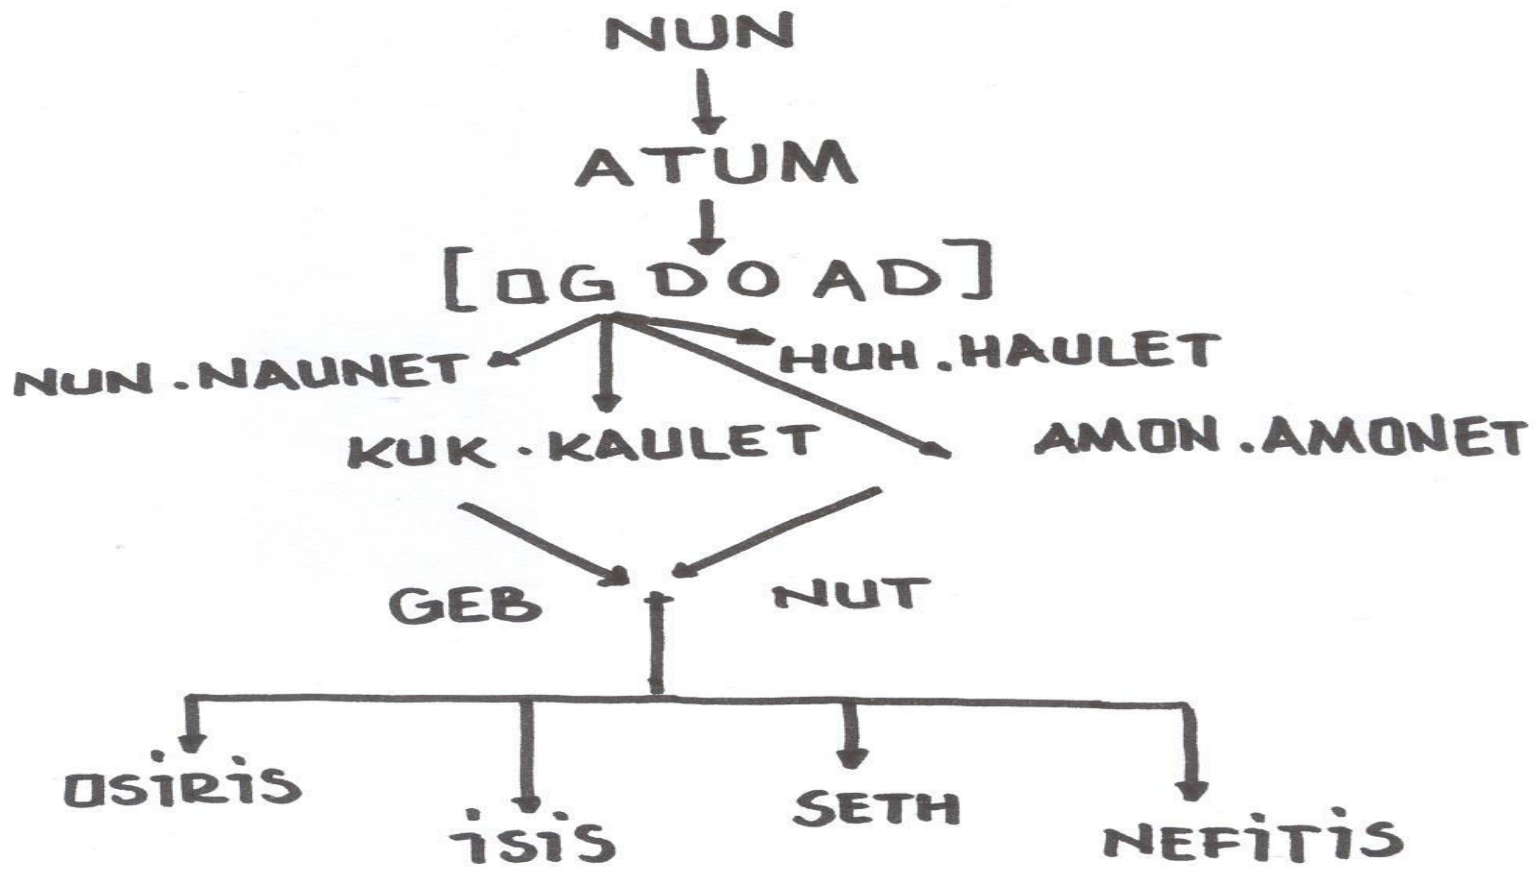 NUN
ATUM
[OGDOAD]
NUN.NAUNET
HUH.HAULET
KUK.KAULET
AMON.AMONET
GEB
NUT
OSiRiS
iSiS
SETH
NEFiTiS